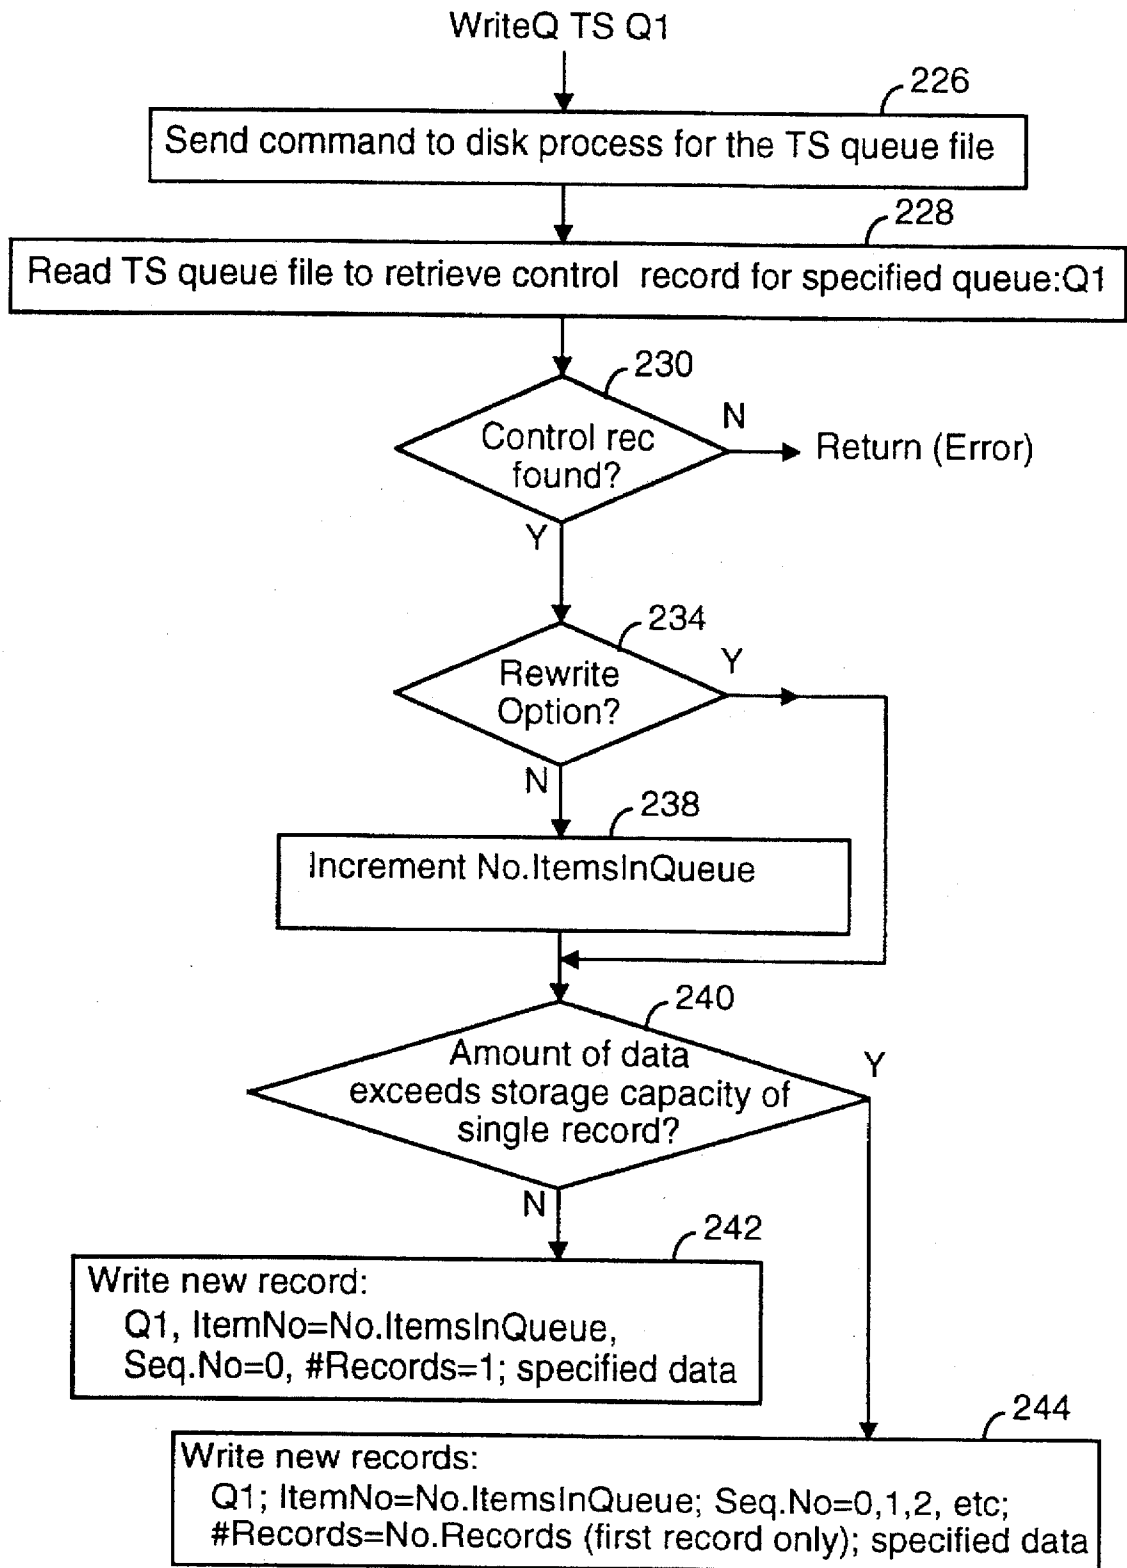 WriteQ TS Q1
226
Send command to disk process for the TS queue file
228
Read TS queue file to retrieve control record for specified queue:Q1
230
Control rec
found?
N
Return (Error)
Y
234
Rewrite
Option?
Y
N
238
Increment No.ItemsInQueue
240
Amount of data
exceeds storage capacity of
single record?
Y
N
242
Write new record:
Q1, ItemNo=No.ItemsInQueue,
Seq.No=0, #Records=1; specified data
244
Write new records:
Q1; ItemNo=No.ItemsInQueue; Seq.No=0,1,2, etc;
#Records=No.Records (first record only); specified data